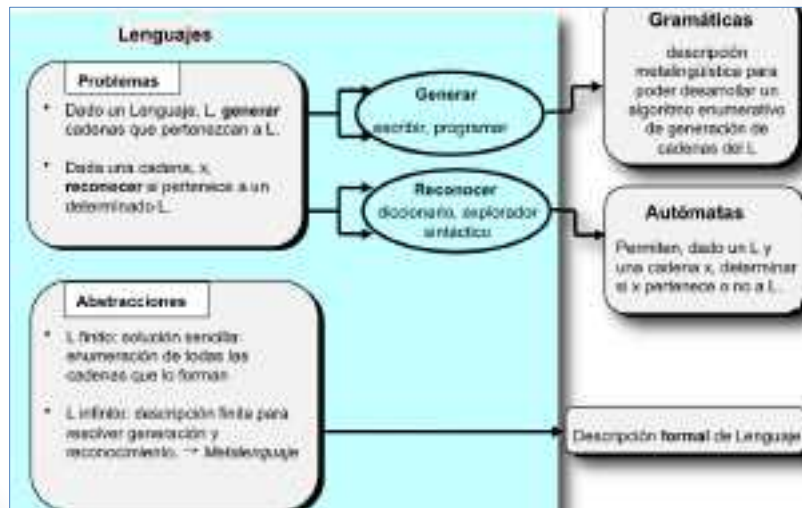 Lenguajes
Problemas
• Dado un Lenguaje, L, generar
cadenas que pertenezcan a L.
• Dada una cadena, x,
reconocer si pertenece a un
determinado L.
Generar
escribir, programar
Reconocer
diccionario, explorador
sintáctico
Gramáticas
descripción
metalingüística para
poder desarrollar un
algoritmo enumerativo
de generación de
cadenas del L
Autómatas
Permiten, dado un L y
una cadena x, determinar
si x pertenece o no a L.
Abstracciones
• L finito: solución sencilla:
enumeración de todas las
cadenas que lo forman
• L infinito: descripción finita para
resolver generación y
reconocimiento. → Metalenguaje
Descripción formal de Lenguaje